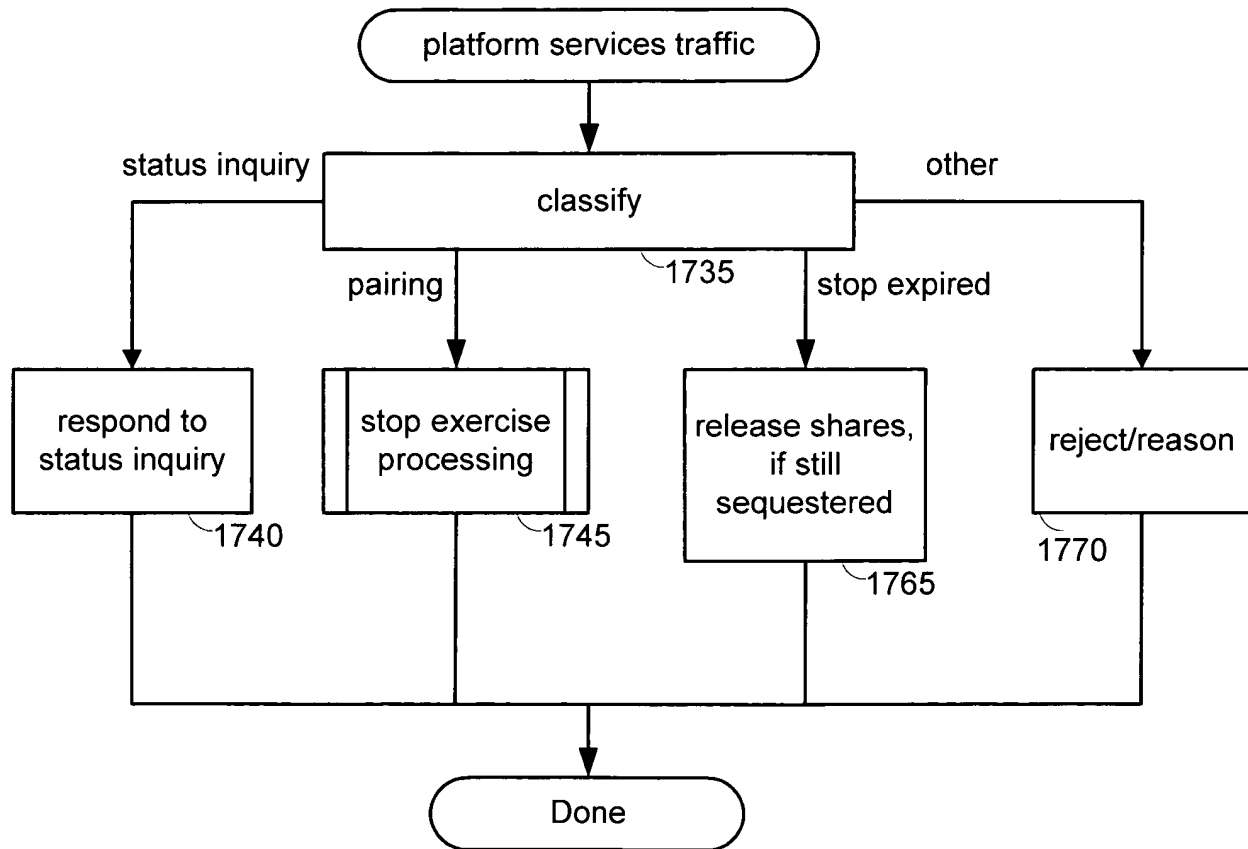 platform services traffic
status inquiry
other
classify
1735
pairing
stop expired
respond to
status inquiry
1740
stop exercise
processing
1745
release shares,
if still
sequestered
1765
reject/reason
1770
Done